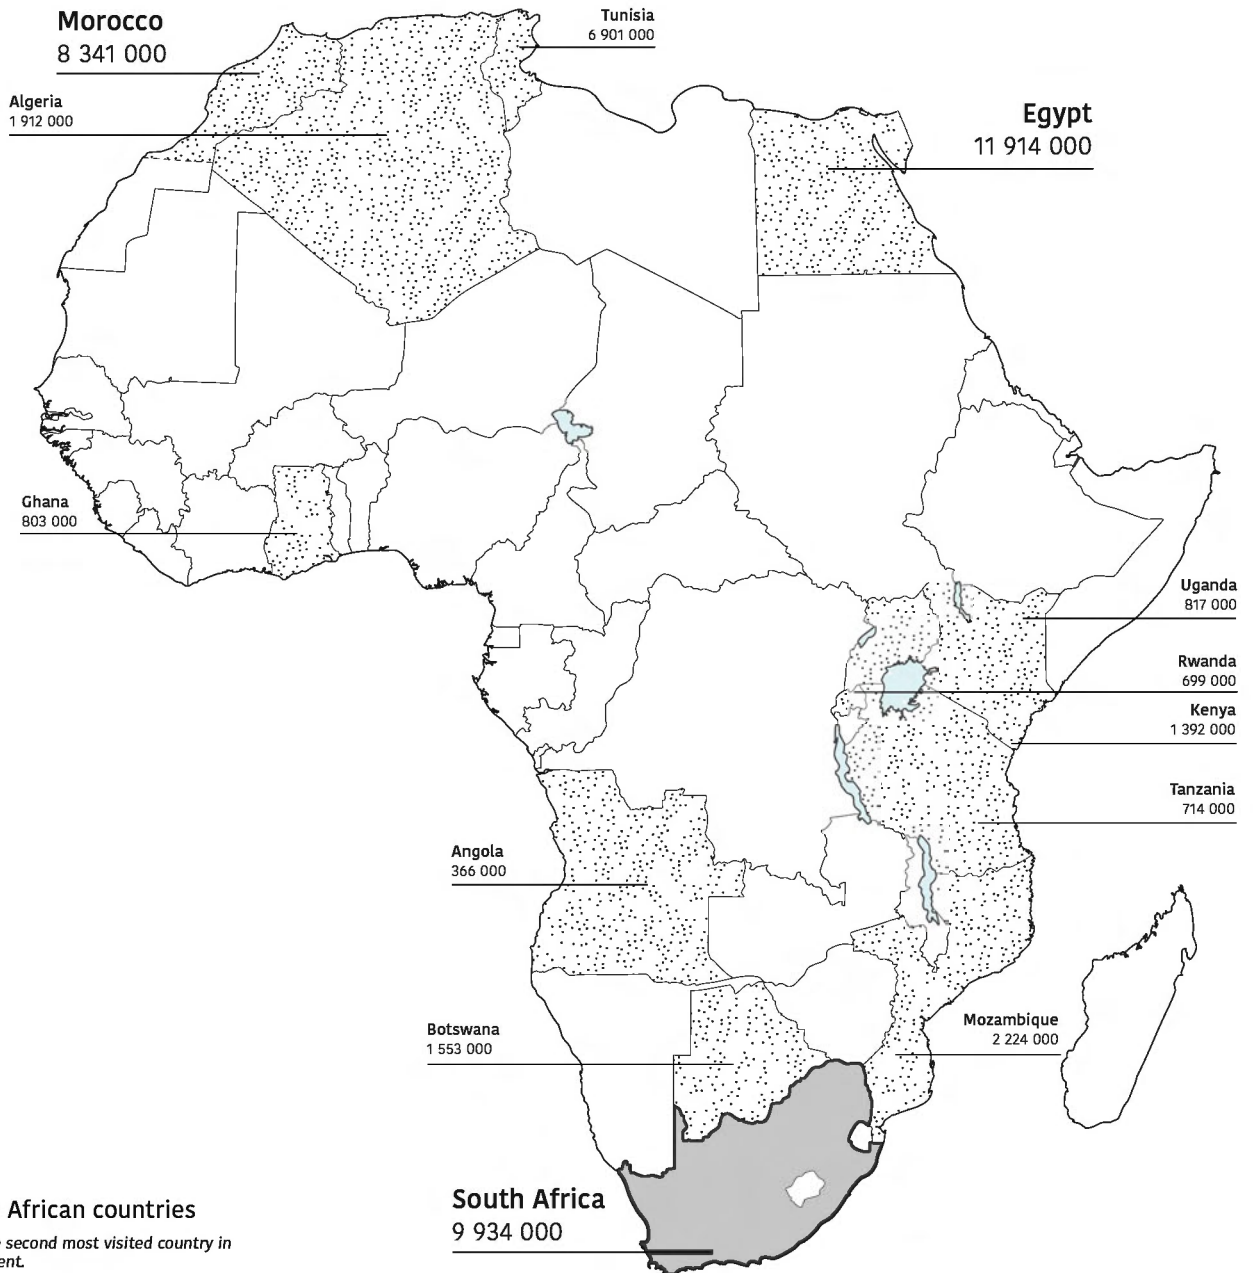 Morocco
8 341 000
Tunisia
6 901 000
Algeria
1 912 000
Egypt
11 914 000
Ghana
803 000
Uganda
817 000
Rwanda
699 000
Kenya
1 392 000
Tanzania
714 000
Angola
366 000
Mozambique
2 224 000
Botswana
1 553 000
South Africa
9 934 000
African countries
second most visited country in
ent.